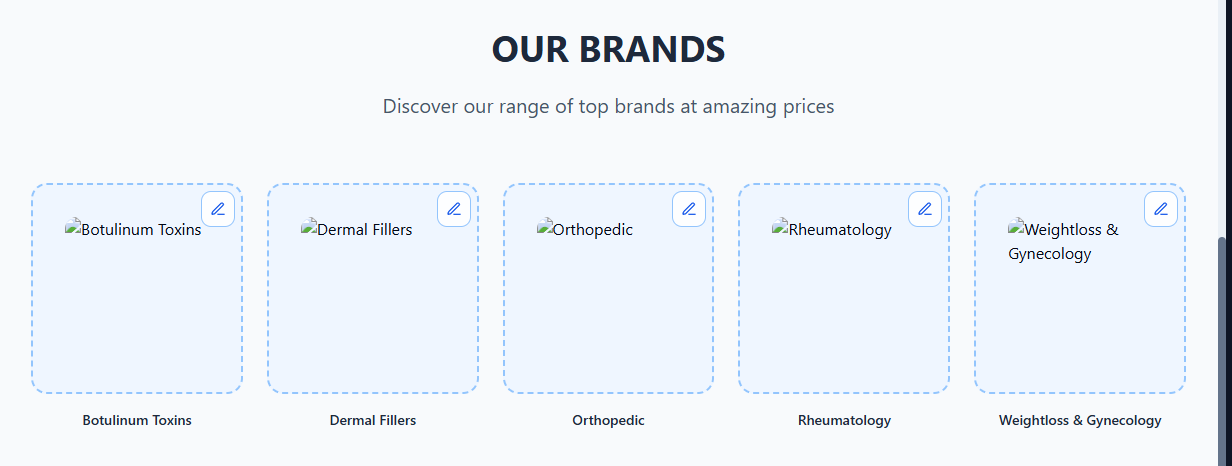 OUR BRANDS
Discover our range of top brands at amazing prices
Botulinum Toxins
Dermal Fillers
Orthopedic
Rheumatology
Weightloss &
Gynecology
Botulinum Toxins
Dermal Fillers
Orthopedic
Rheumatology
Weightloss & Gynecology